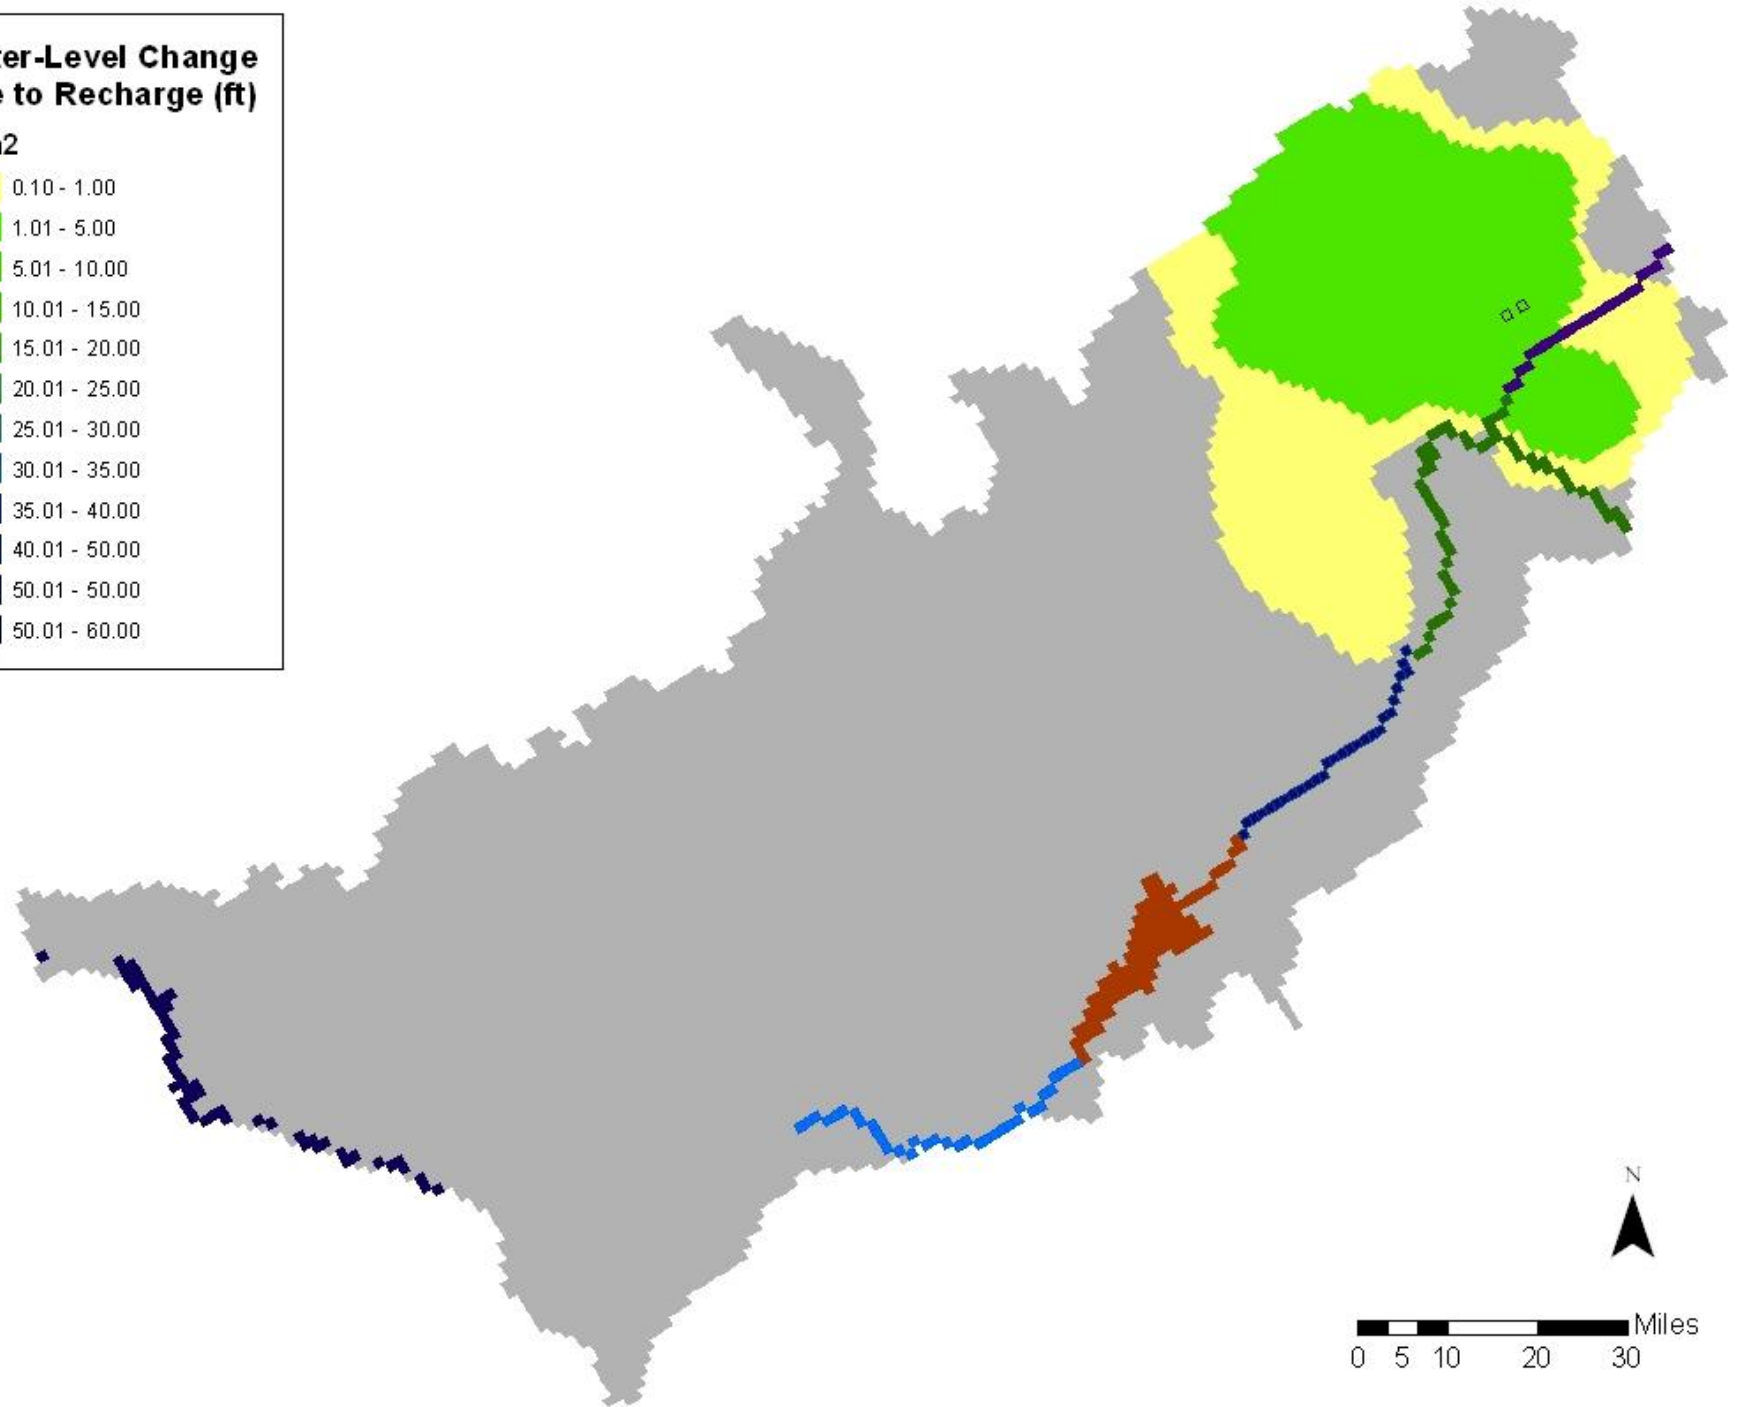 ter-Level Change
e to Recharge (ft)
2
0.10 - 1.00
1.01 - 5.00
5.01 - 10.00
10.01 - 15.00
15.01 - 20.00
20.01 - 25.00
25.01 - 30.00
30.01 - 35.00
35.01 - 40.00
40.01 - 50.00
50.01 - 50.00
50.01 - 60.00
N
Miles
0 5 10 20 30